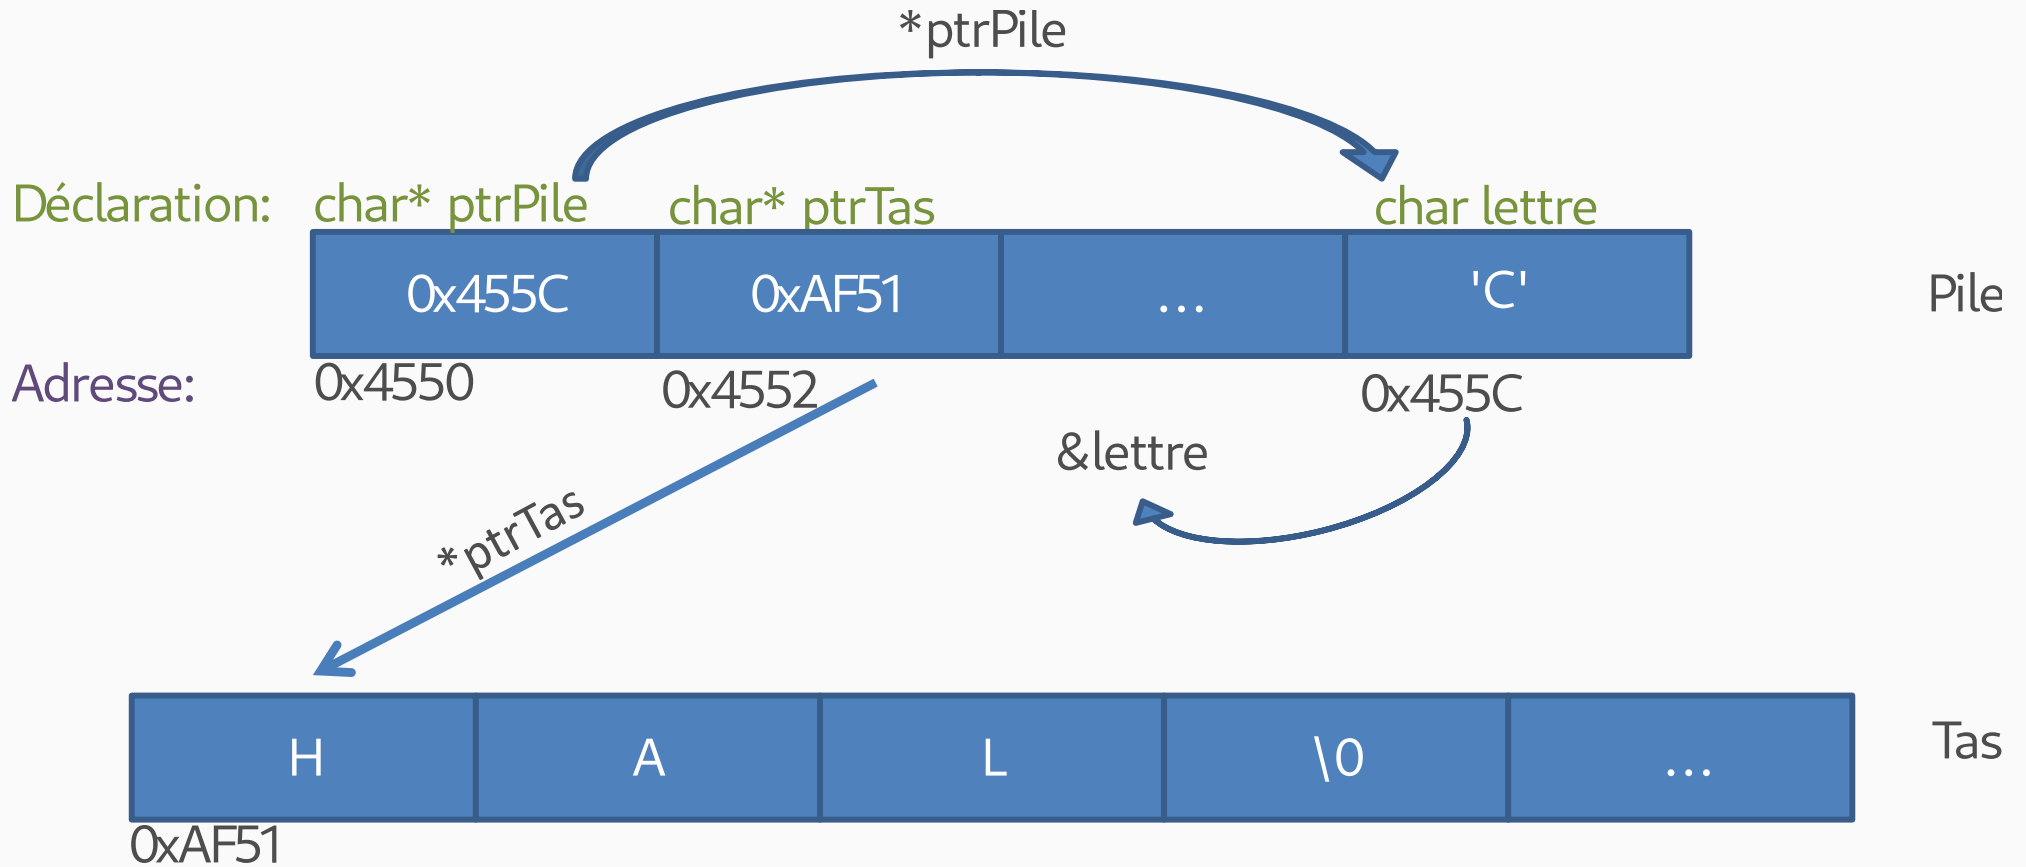 *ptrPile
Déclaration: char* ptrPile char* ptrTas char lettre
0x455C 0xAF51 ... 'C' Pile
Adresse: 0x4550 0x4552 0x455C
&lettre
*ptrTas
H A L \0 ... Tas
0xAF51